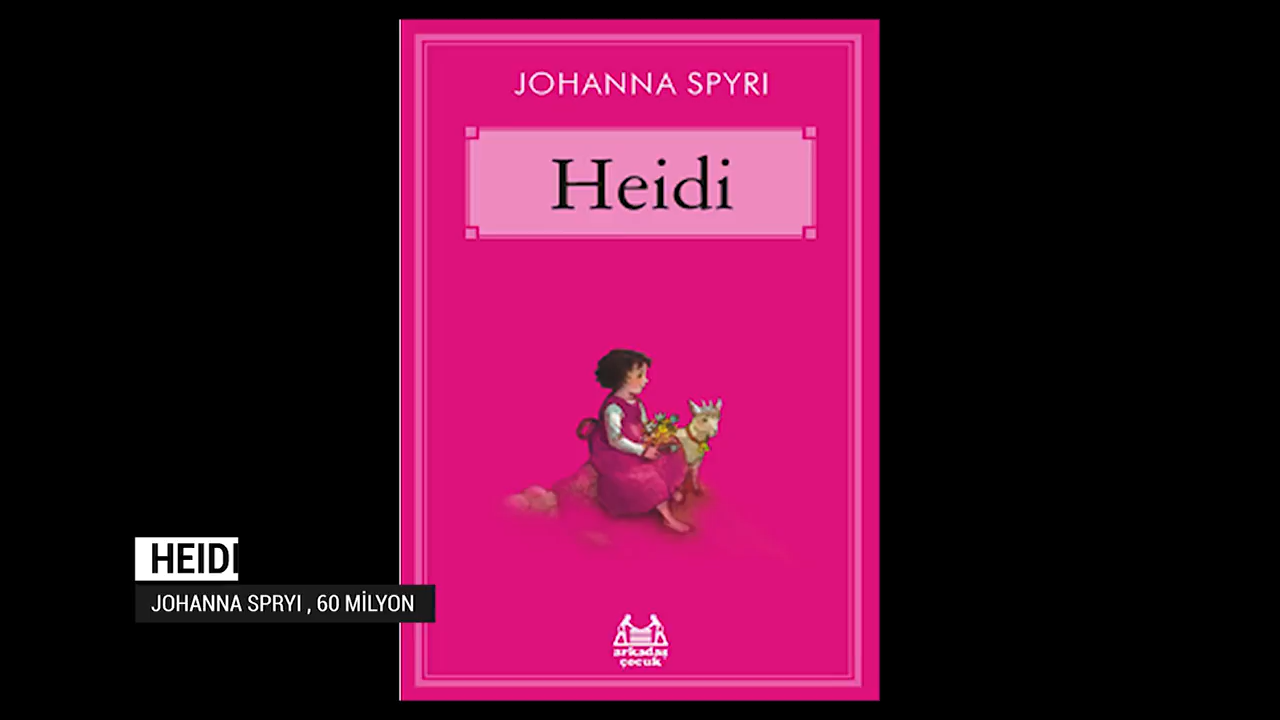 JOHANNA SPYRI
Heidi
HEIDI
JOHANNA SPRYI , 60 MİLYON
arkadaş
çocuk